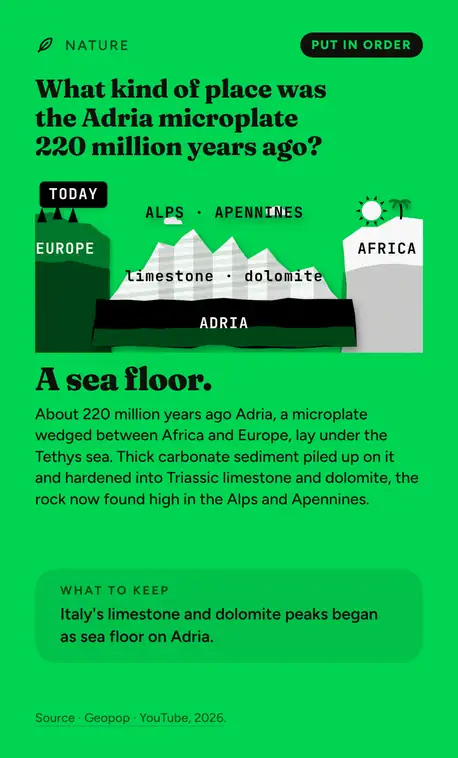 NATURE
PUT IN ORDER
What kind of place was
the Adria microplate
220 million years ago?
TODAY
ALPS · APENNINES
EUROPE
AFRICA
limestone · dolomite
ADRIA
A sea floor.
About 220 million years ago Adria, a microplate
wedged between Africa and Europe, lay under the
Tethys sea. Thick carbonate sediment piled up on it
and hardened into Triassic limestone and dolomite, the
rock now found high in the Alps and Apennines.
WHAT TO KEEP
Italy's limestone and dolomite peaks began
as sea floor on Adria.
Source · Geopop · YouTube, 2026.